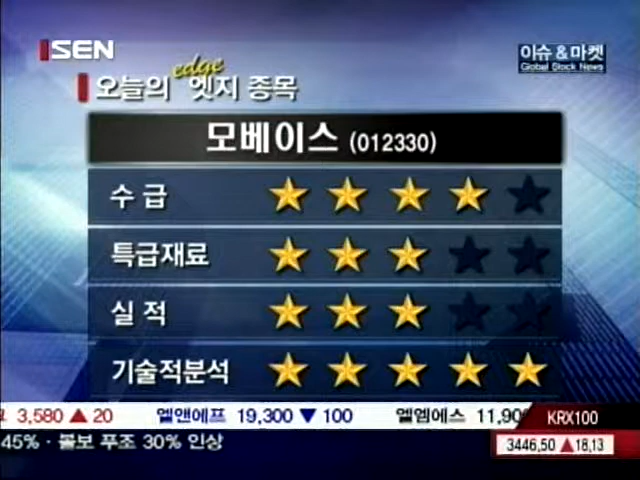 SEN
이슈&마켓
Global Stock News
edge
오늘의 엣지 종목
모베이스 (012330)
수급
특급재료
실적
기술적분석
3,580 ▲ 20 엘앤에프 19,300 ▼ 100 엘엠에스 11,900
KRX100
45% · 볼보 푸조 30% 인상
3446,50 ▲18,13